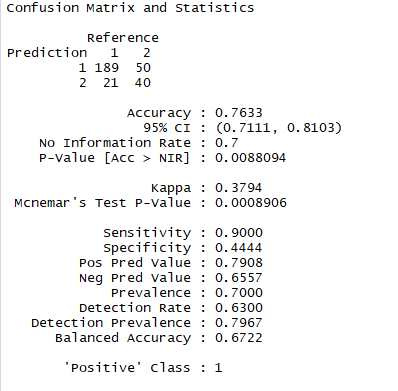 Confusion Matrix and Statistics
Reference
Prediction 1 2
1 189 50
2 21 40
Accuracy : 0.7633
95% CI : (0.7111, 0.8103)
No Information Rate : 0.7
P-Value [Acc > NIR] : 0.0088094
Kappa : 0.3794
Mcnemar's Test P-Value : 0.0008906
Sensitivity : 0.9000
Specificity : 0.4444
Pos Pred Value : 0.7908
Neg Pred Value : 0.6557
Prevalence : 0.7000
Detection Rate : 0.6300
Detection Prevalence : 0.7967
Balanced Accuracy : 0.6722
'Positive' Class : 1